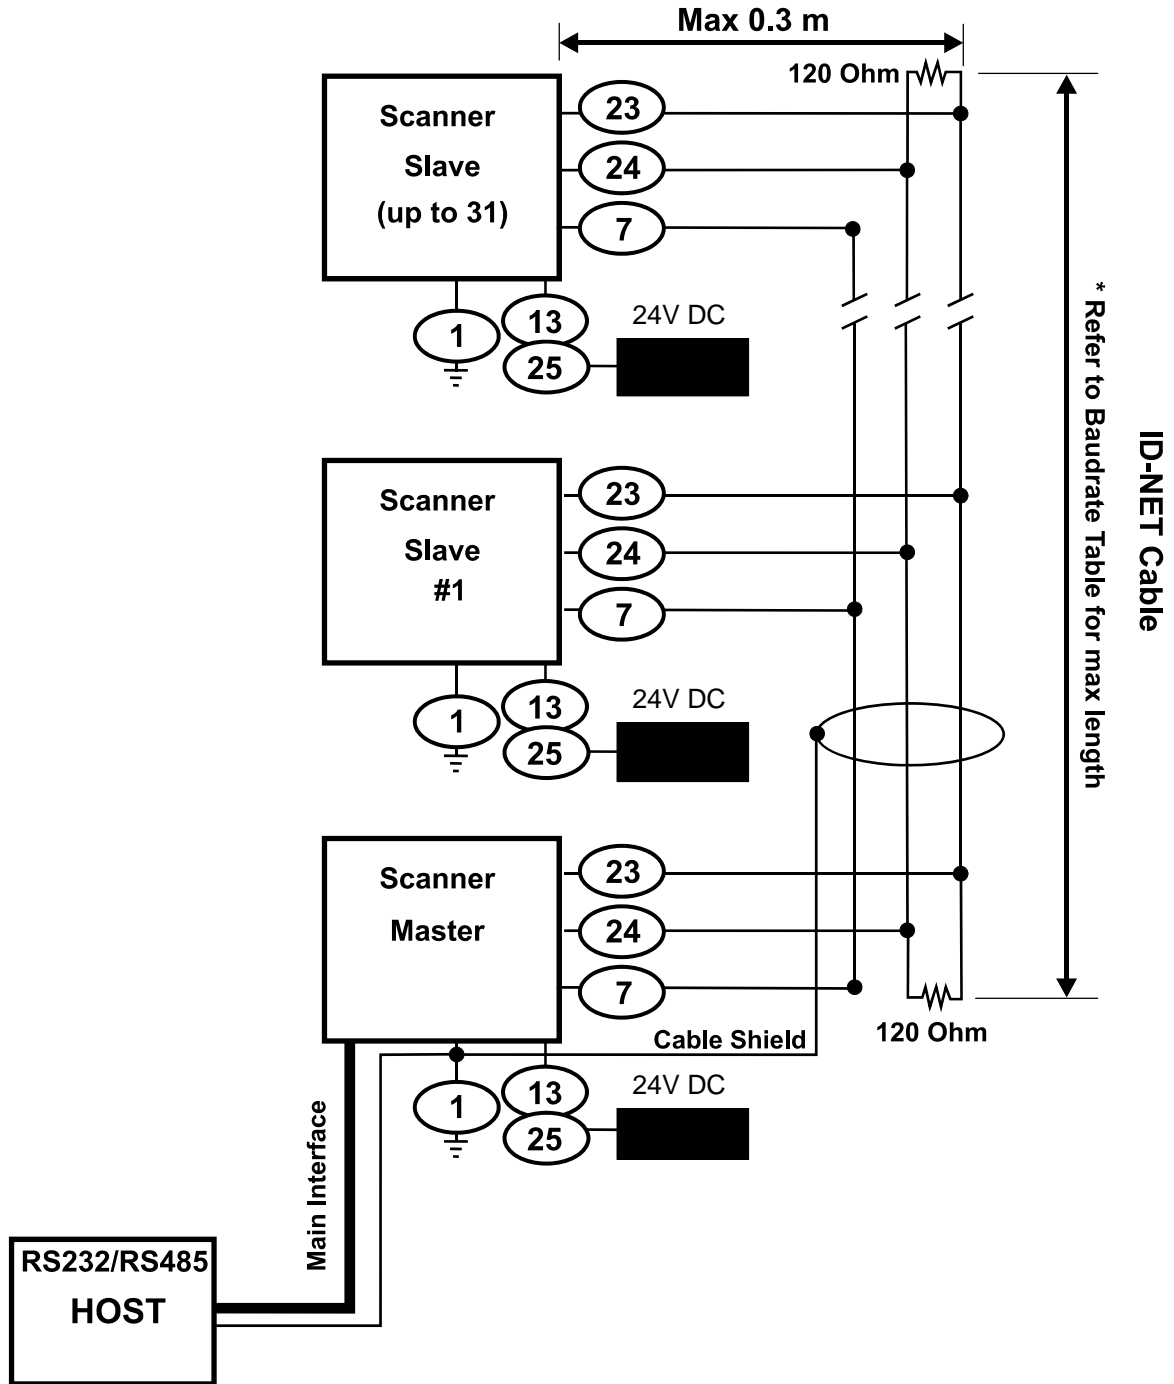 Max 0.3 m
120 Ohm
Scanner
Slave
(up to 31)
23
24
7
1
13
25
24V DC
* Refer to Baudrate Table for max length
ID-NET Cable
Scanner
Slave
#1
23
24
7
1
13
25
24V DC
Scanner
Master
23
24
7
120 Ohm
Cable Shield
1
13
25
24V DC
Main Interface
RS232/RS485
HOST